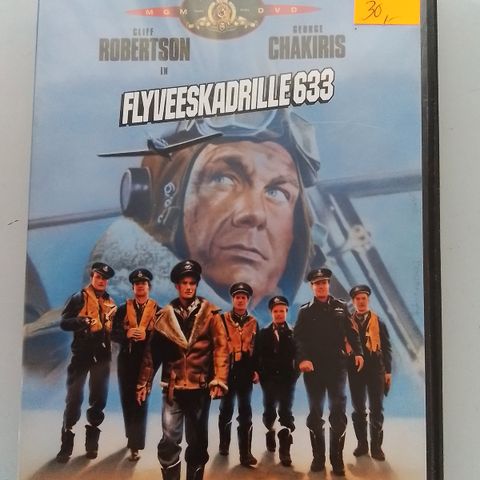 MGM DVD
30,-
CLIFF ROBERTSON
GEORGE CHAKIRIS
IN
FLYVEESKADRILLE 633